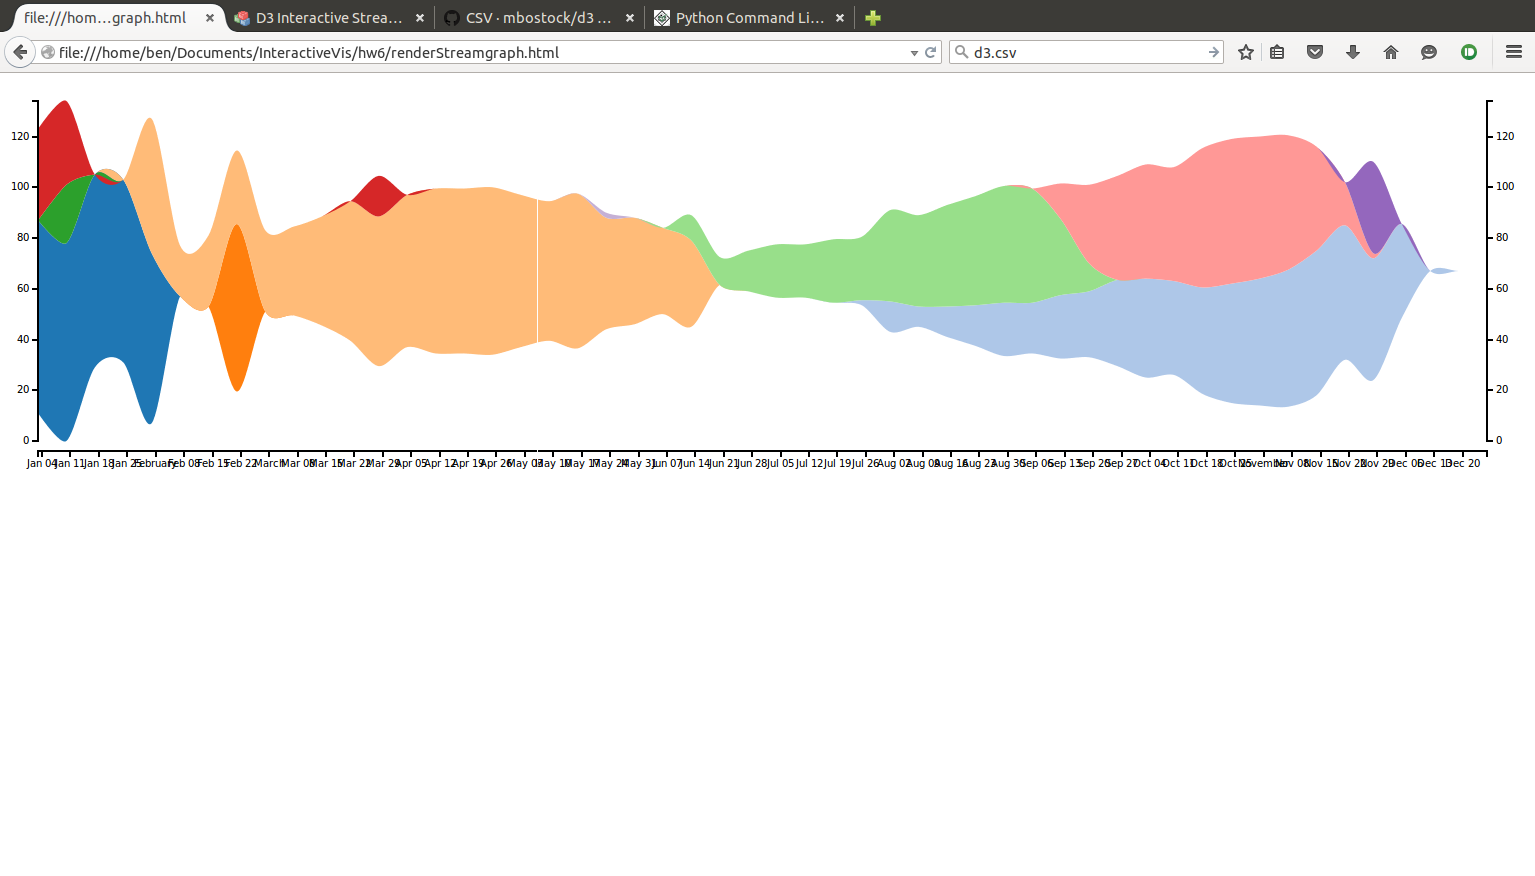 file:///hom…graph.html
D3 Interactive Strea…
CSV · mbostock/d3 …
Python Command Li…
file:///home/ben/Documents/InteractiveVis/hw6/renderStreamgraph.html
d3.csv
120 120
100 100
80 80
60 60
40 40
20 20
0 0
Jan 04 Jan 11 Jan 18 Jan 25 February Feb 08 Feb 15 Feb 22 March Mar 08 Mar 15 Mar 22 Mar 29 Apr 05 Apr 12 Apr 19 Apr 26 May 03 May 10 May 17 May 24 May 31 Jun 07 Jun 14 Jun 21 Jun 28 Jul 05 Jul 12 Jul 19 Jul 26 Aug 02 Aug 09 Aug 16 Aug 23 Aug 30 Sep 06 Sep 13 Sep 20 Sep 27 Oct 04 Oct 11 Oct 18 Oct 25 November Nov 08 Nov 15 Nov 22 Nov 29 Dec 06 Dec 13 Dec 20